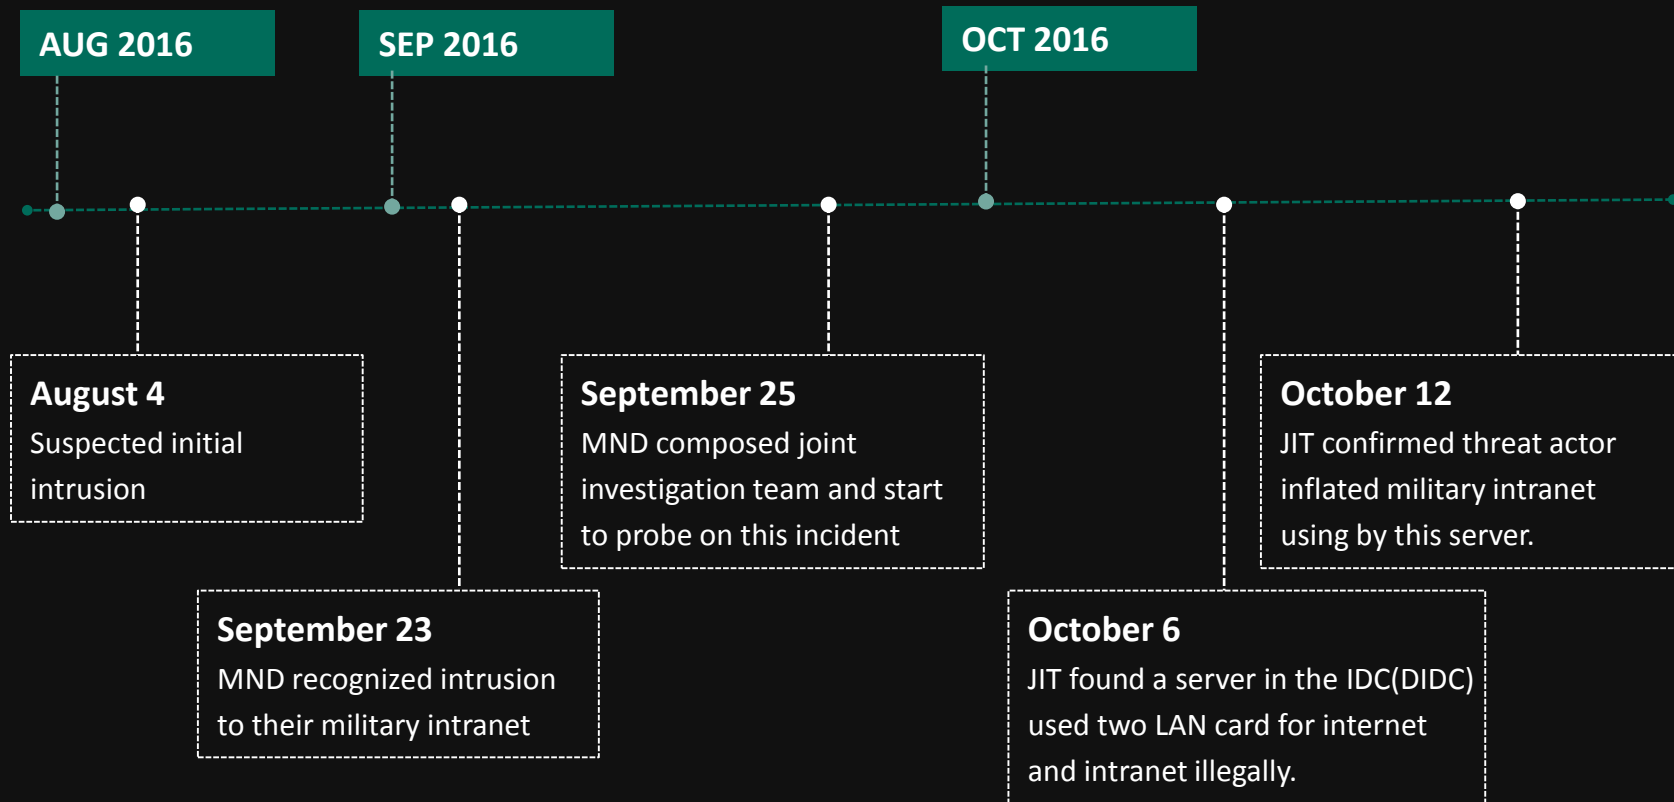 AUG 2016
SEP 2016
OCT 2016
August 4
Suspected initial
intrusion
September 23
MND recognized intrusion
to their military intranet
September 25
MND composed joint
investigation team and start
to probe on this incident
October 6
JIT found a server in the IDC(DIDC)
used two LAN card for internet
and intranet illegally.
October 12
JIT confirmed threat actor
inflated military intranet
using by this server.